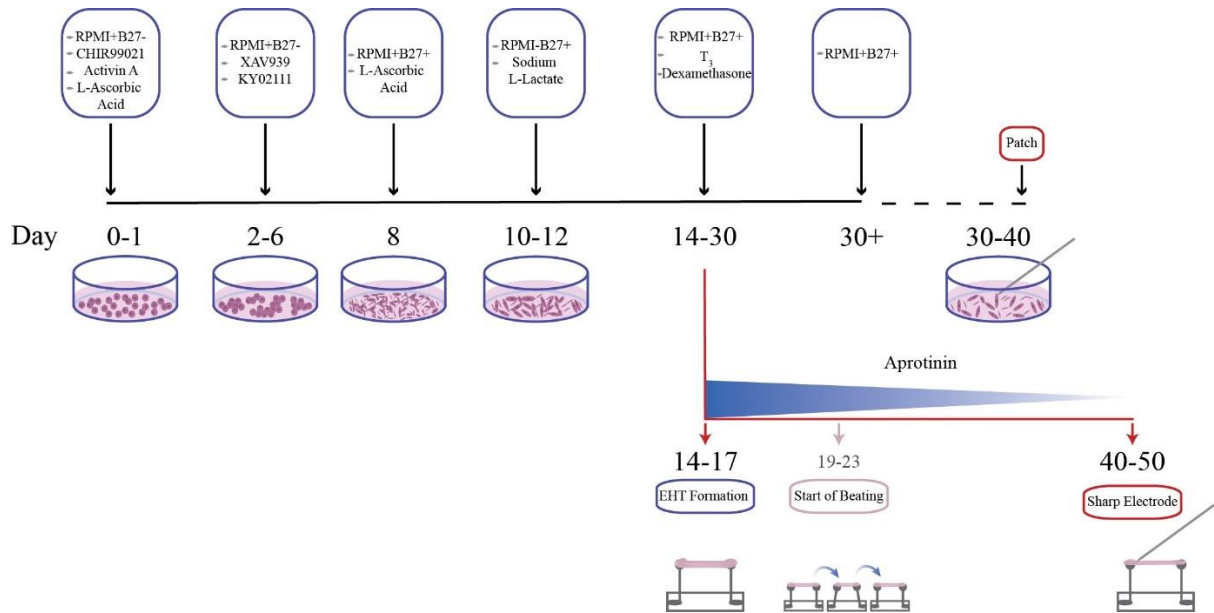 RPMI+B27-
CHIR99021
Activin A
L-Ascorbic
Acid
RPMI+B27-
XAV939
KY02111
RPMI+B27+
L-Ascorbic
Acid
RPMI-B27+
Sodium
L-Lactate
RPMI+B27+
T3
Dexamethasone
RPMI+B27+
Patch
Day 0-1 2-6 8 10-12 14-30 30+ 30-40
Aprotinin
14-17 19-23 40-50
EHT Formation Start of Beating Sharp Electrode